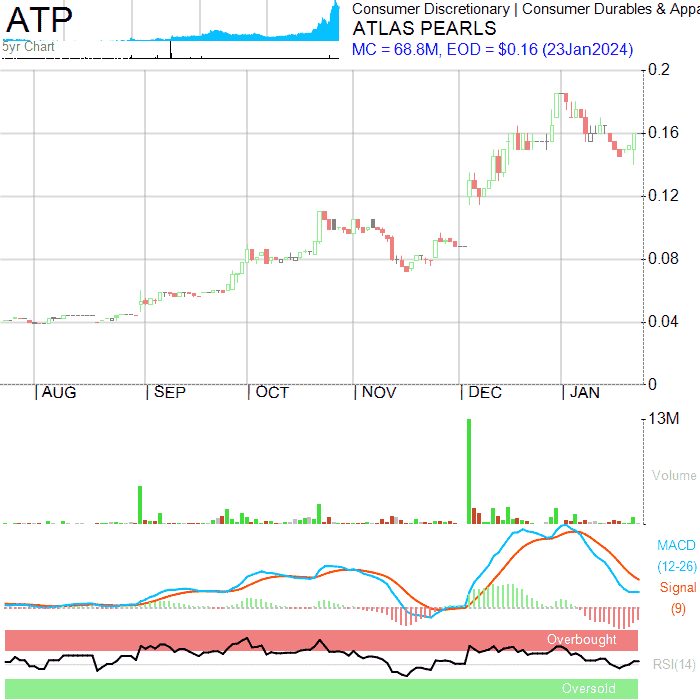 ATP
5yr Chart
Consumer Discretionary | Consumer Durables & Appa
ATLAS PEARLS
MC = 68.8M, EOD = $0.16 (23Jan2024)
0.2
0.16
0.12
0.08
0.04
0
|AUG |SEP |OCT |NOV |DEC |JAN
13M
Volume
MACD
(12-26)
Signal
(9)
Overbought
RSI(14)
Oversold